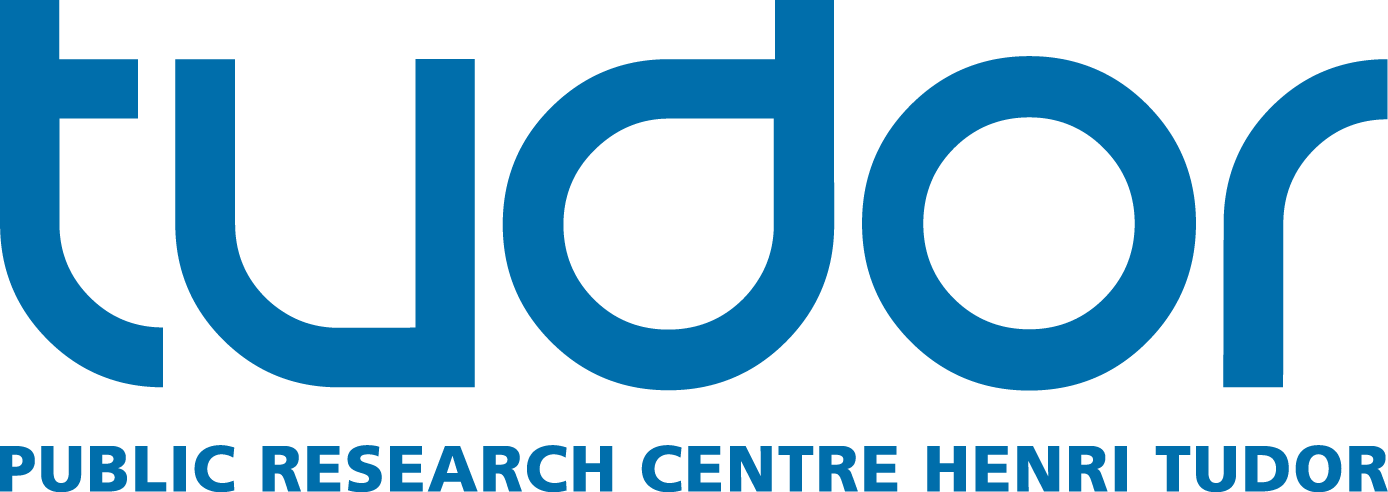 tudor
PUBLIC RESEARCH CENTRE HENRI TUDOR